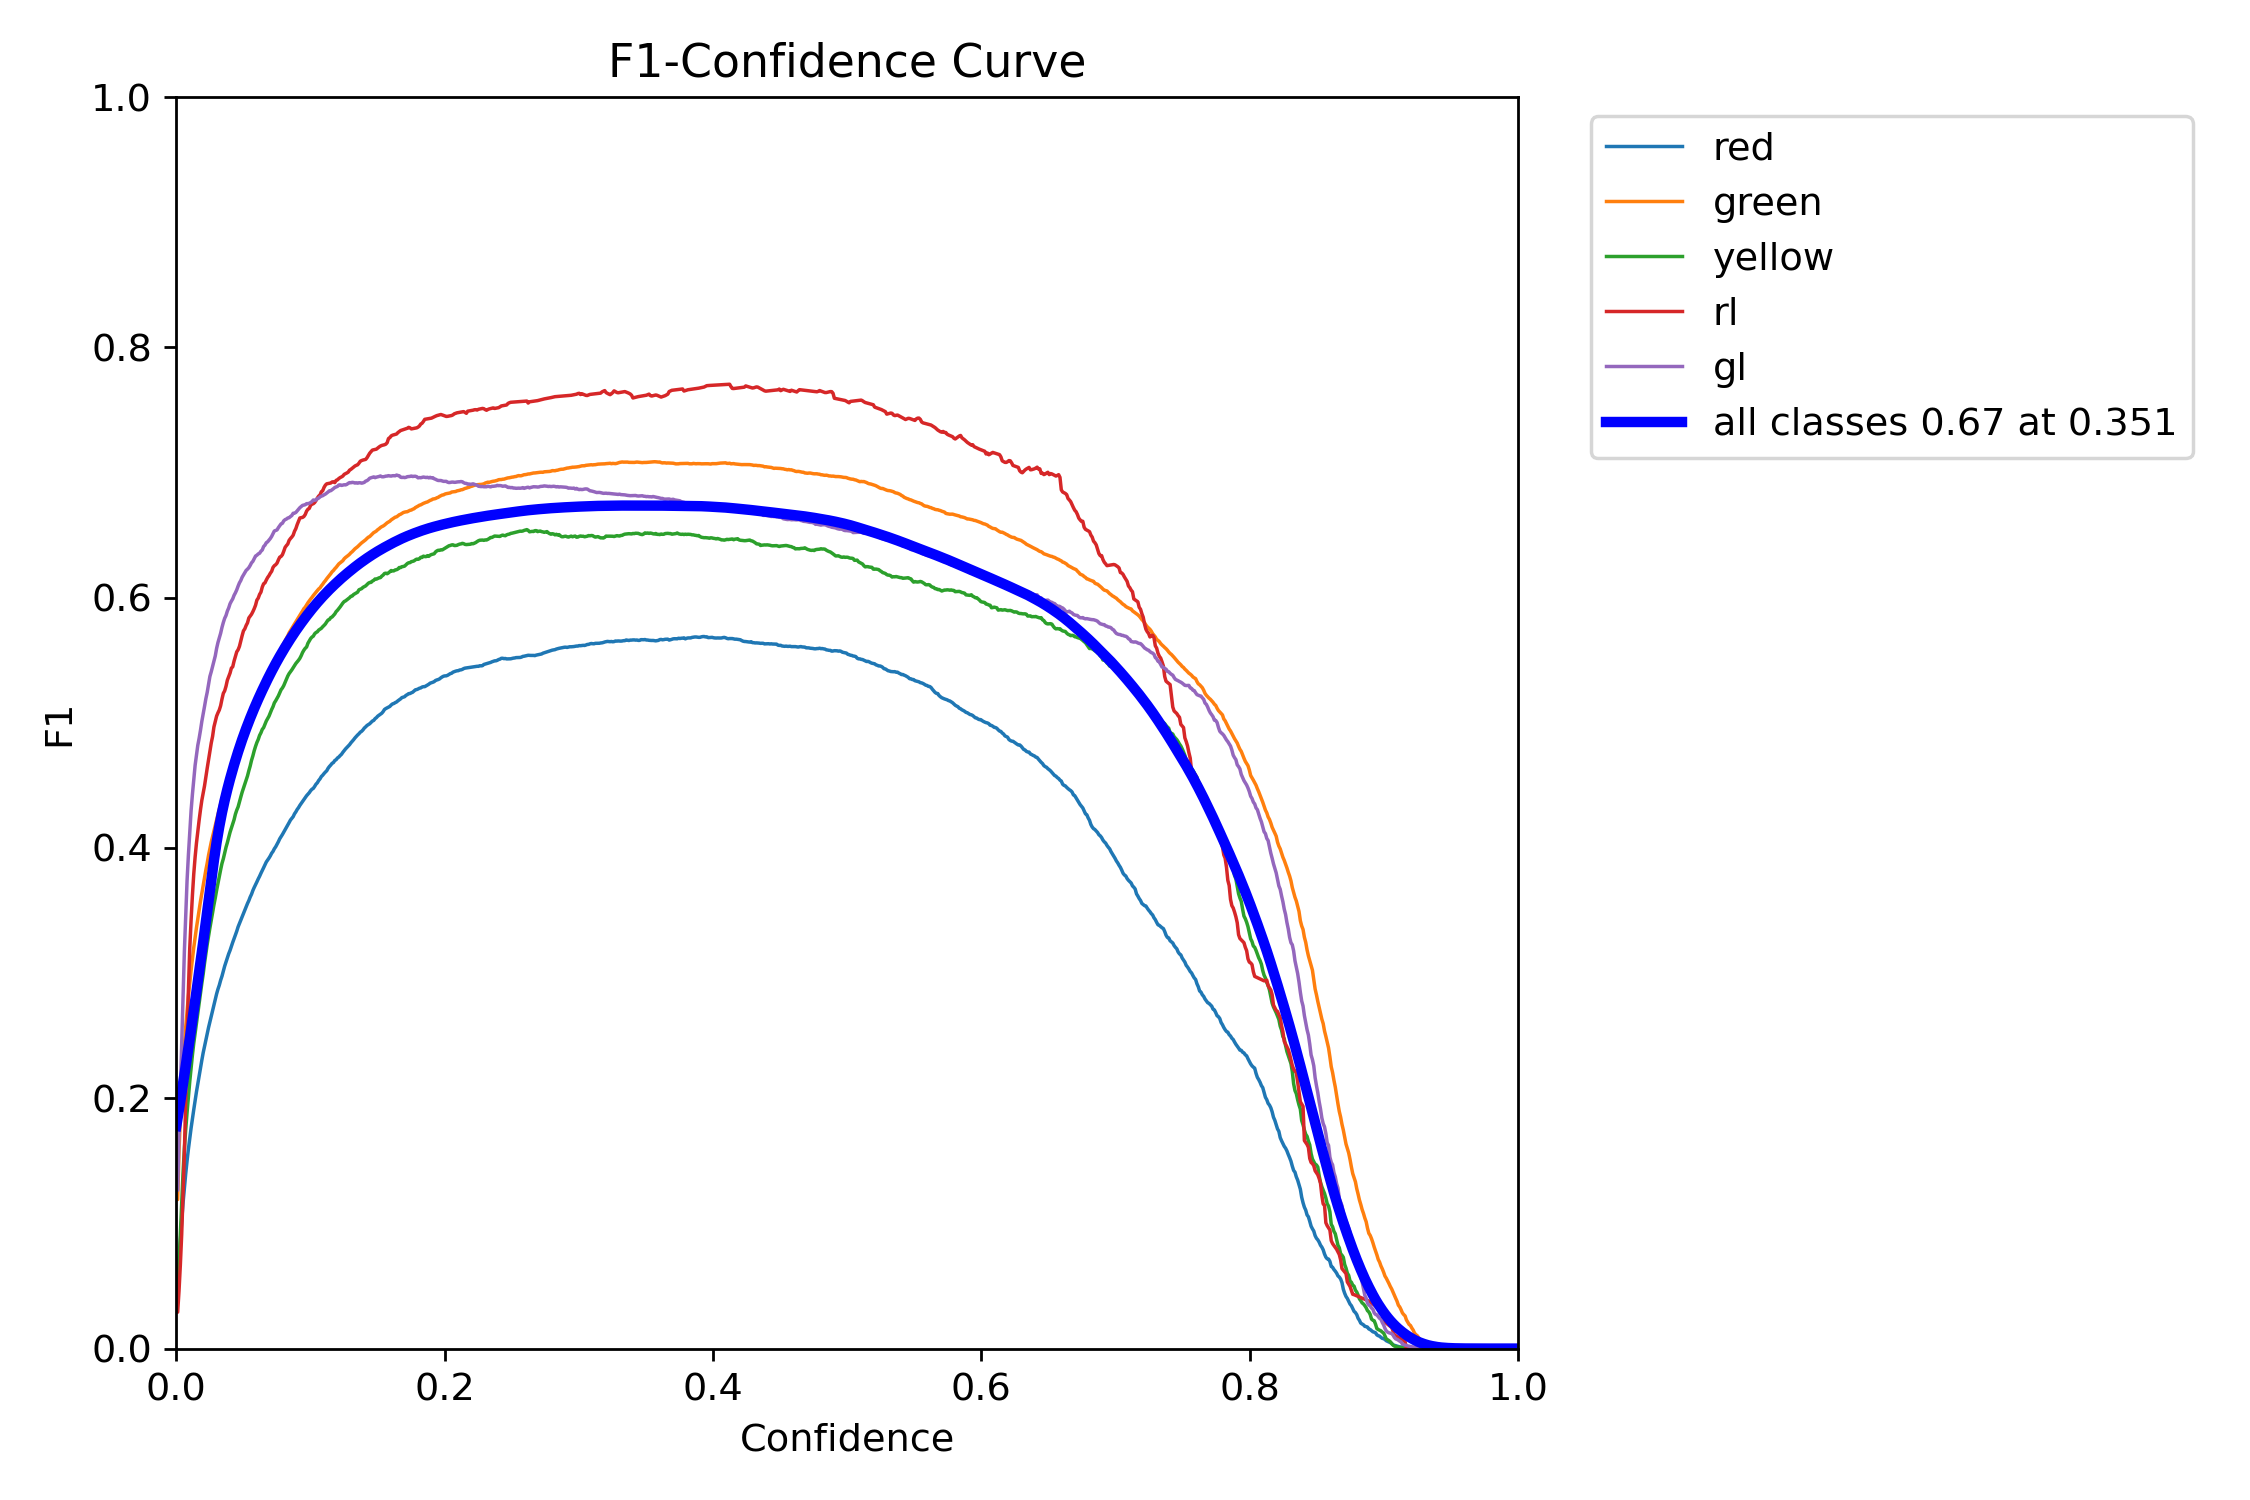 F1-Confidence Curve
1.0
0.8
0.6
0.4
0.2
0.0
F1
0.0 0.2 0.4 0.6 0.8 1.0
Confidence
red
green
yellow
rl
gl
all classes 0.67 at 0.351